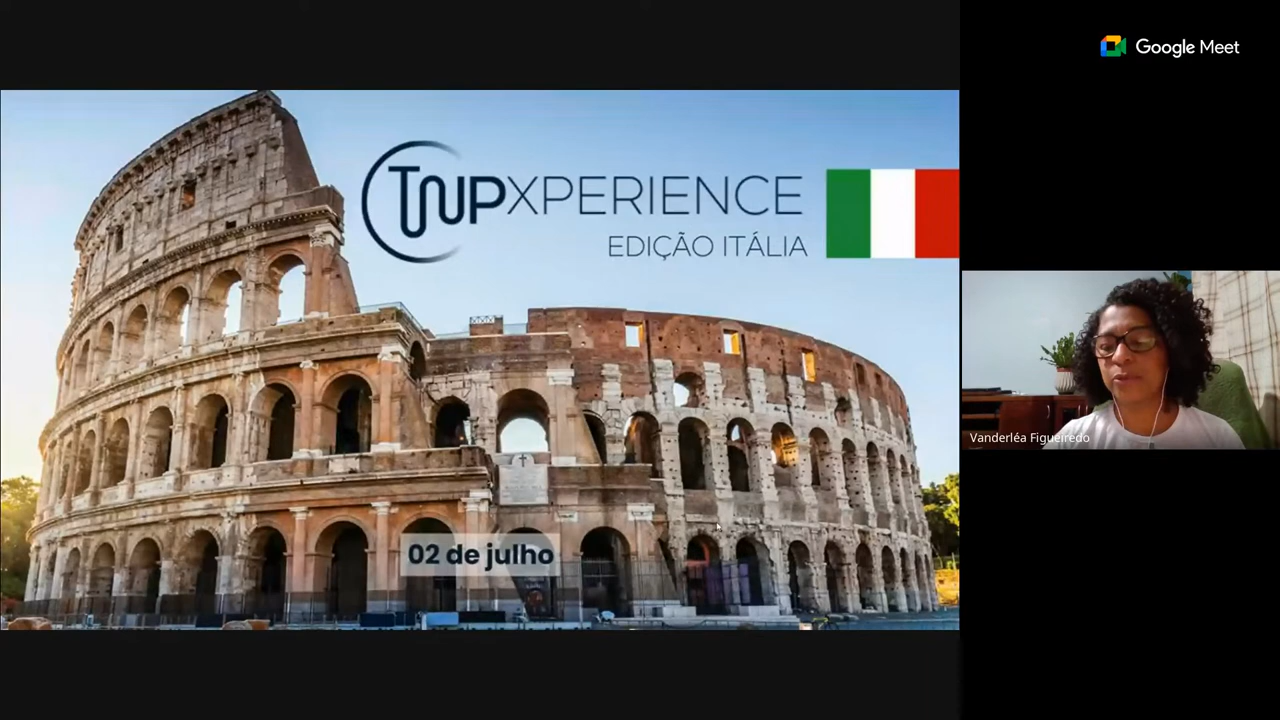 TNPXPERIENCE
EDIÇÃO ITÁLIA
02 de julho
Google Meet
Vanderléa Figueiredo